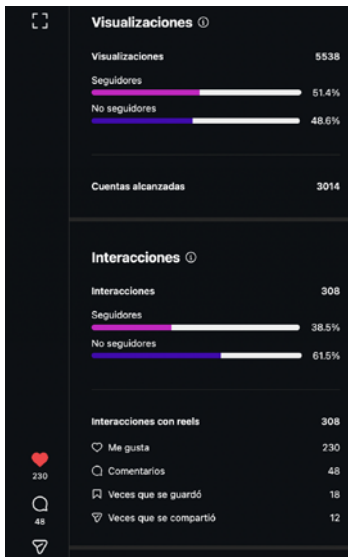 Visualizaciones
Visualizaciones 5538
Seguidores
51.4%
No seguidores
48.6%
Cuentas alcanzadas 3014
Interacciones
Interacciones 308
Seguidores
38.5%
No seguidores
61.5%
Interacciones con reels 308
Me gusta 230
Comentarios 48
Veces que se guardó 18
Veces que se compartió 12
230
48